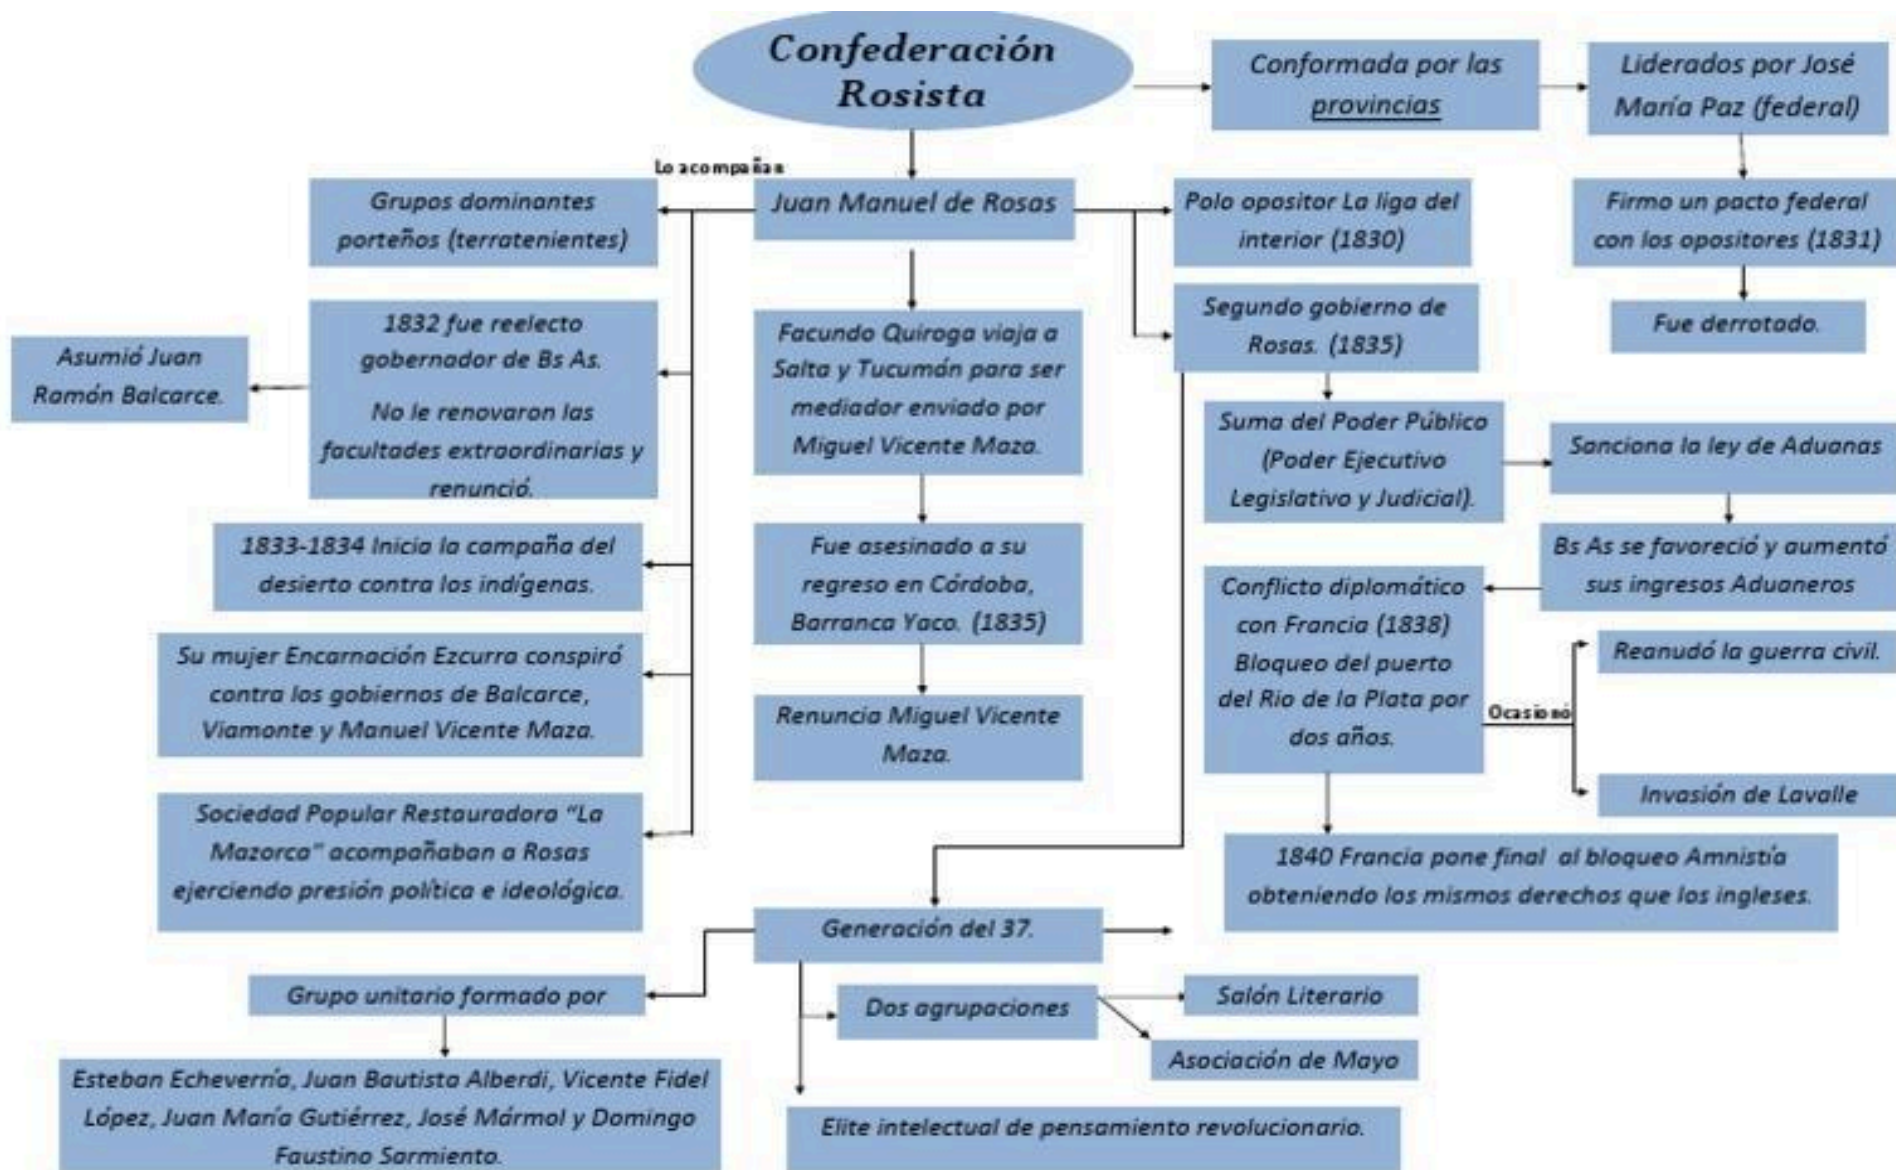 Confederación
Rosista
Conformada por las
provincias
Liderados por José
María Paz (federal)
Firmo un pacto federal
con los opositores (1831)
Fue derrotado.
Lo acompañan
Juan Manuel de Rosas
Grupos dominantes
porteños (terratenientes)
1832 fue reelecto
gobernador de Bs As.
No le renovaron las
facultades extraordinarias y
renunció.
Asumió Juan
Ramón Balcarce.
1833-1834 Inicia la campaña del
desierto contra los indígenas.
Su mujer Encarnación Ezcurra conspiró
contra los gobiernos de Balcarce,
Viamonte y Manuel Vicente Maza.
Sociedad Popular Restauradora “La
Mazorca” acompañaban a Rosas
ejerciendo presión política e ideológica.
Facundo Quiroga viaja a
Salta y Tucumán para ser
mediador enviado por
Miguel Vicente Maza.
Fue asesinado a su
regreso en Córdoba,
Barranca Yaco. (1835)
Renuncia Miguel Vicente
Maza.
Polo opositor La liga del
interior (1830)
Segundo gobierno de
Rosas. (1835)
Suma del Poder Público
(Poder Ejecutivo
Legislativo y Judicial).
Sanciona la ley de Aduanas
Bs As se favoreció y aumentó
sus ingresos Aduaneros
Conflicto diplomático
con Francia (1838)
Bloqueo del puerto
del Rio de la Plata por
dos años.
Ocasionó
Reanudó la guerra civil.
Invasión de Lavalle
1840 Francia pone final al bloqueo Amnistía
obteniendo los mismos derechos que los ingleses.
Generación del 37.
Grupo unitario formado por
Esteban Echeverría, Juan Bautista Alberdi, Vicente Fidel
López, Juan María Gutiérrez, José Mármol y Domingo
Faustino Sarmiento.
Dos agrupaciones
Salón Literario
Asociación de Mayo
Elite intelectual de pensamiento revolucionario.